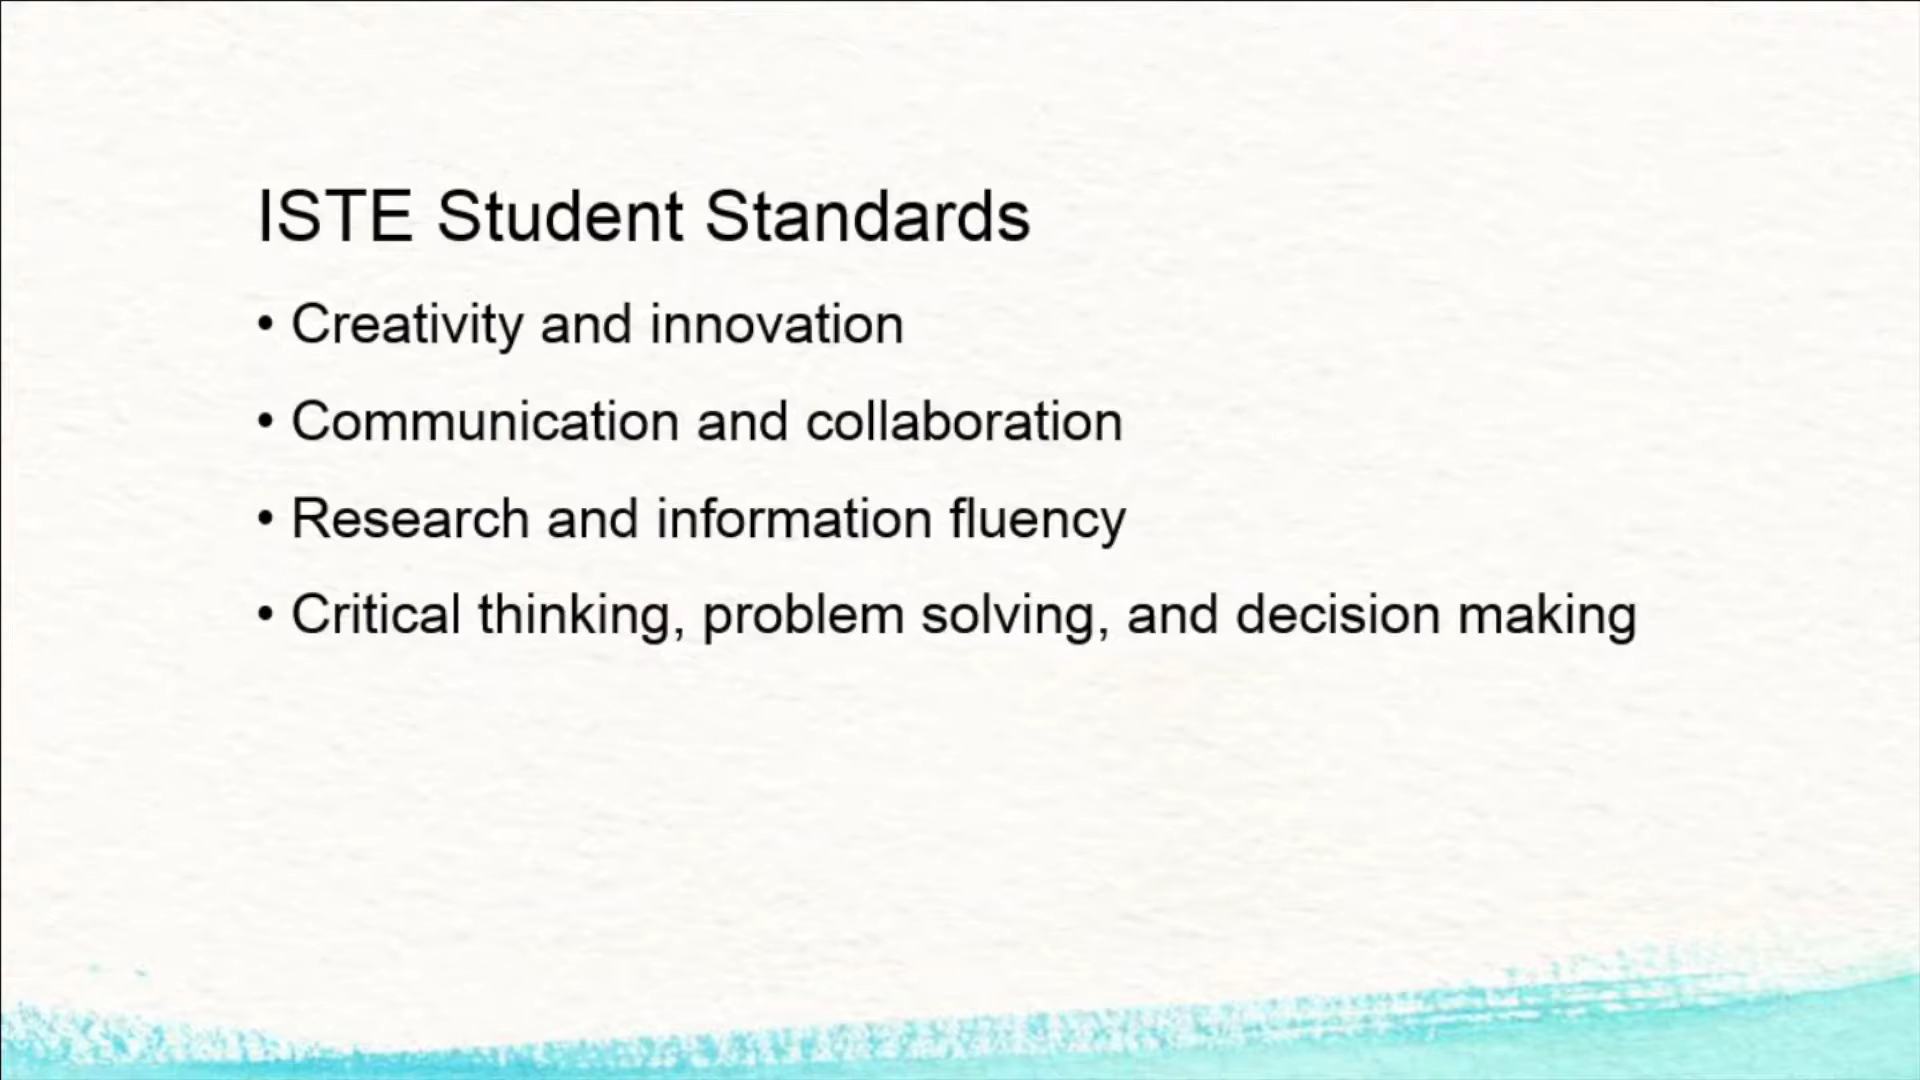 ISTE Student Standards
• Creativity and innovation
• Communication and collaboration
• Research and information fluency
• Critical thinking, problem solving, and decision making